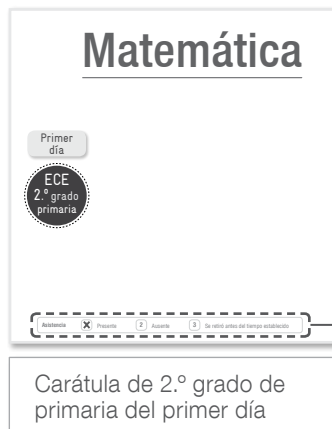 Matemática
Primer
día
ECE
2.º grado
primaria
Asistencia X Presente 2 Ausente 3 Se retiró antes del tiempo establecido
Carátula de 2.º grado de
primaria del primer día